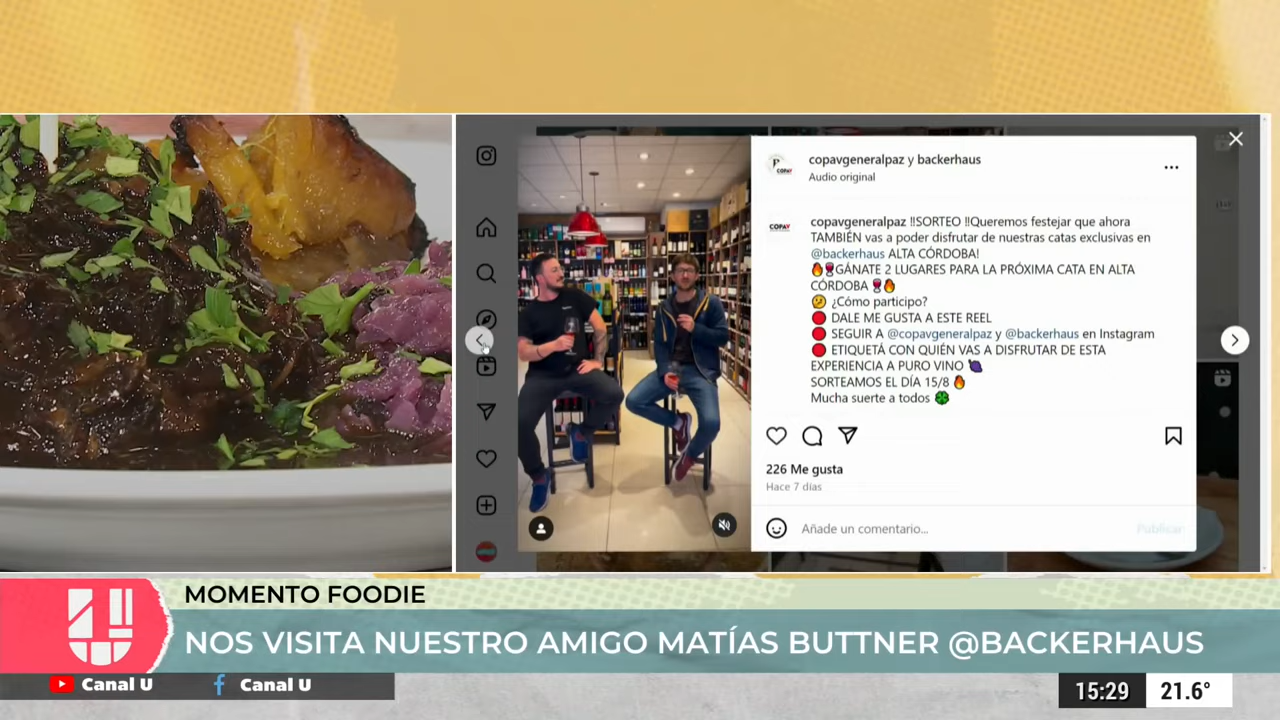 copavgeneralpaz y backerhaus
Audio original
COPAV
copavgeneralpaz !!SORTEO !!Queremos festejar que ahora
TAMBIÉN vas a poder disfrutar de nuestras catas exclusivas en
@backerhaus ALTA CÓRDOBA!
🔥🍷GÁNATE 2 LUGARES PARA LA PRÓXIMA CATA EN ALTA
CÓRDOBA 🍷🔥
🤔 ¿Cómo participo?
🔴 DALE ME GUSTA A ESTE REEL
🔴 SEGUIR A @copavgeneralpaz y @backerhaus en Instagram
🔴 ETIQUETÁ CON QUIÉN VAS A DISFRUTAR DE ESTA
EXPERIENCIA A PURO VINO 🍇
SORTEAMOS EL DÍA 15/8 🔥
Mucha suerte a todos 🍀
226 Me gusta
Hace 7 días
Añade un comentario...
Publicar
MOMENTO FOODIE
NOS VISITA NUESTRO AMIGO MATÍAS BUTTNER @BACKERHAUS
Canal U
Canal U
15:29
21.6°